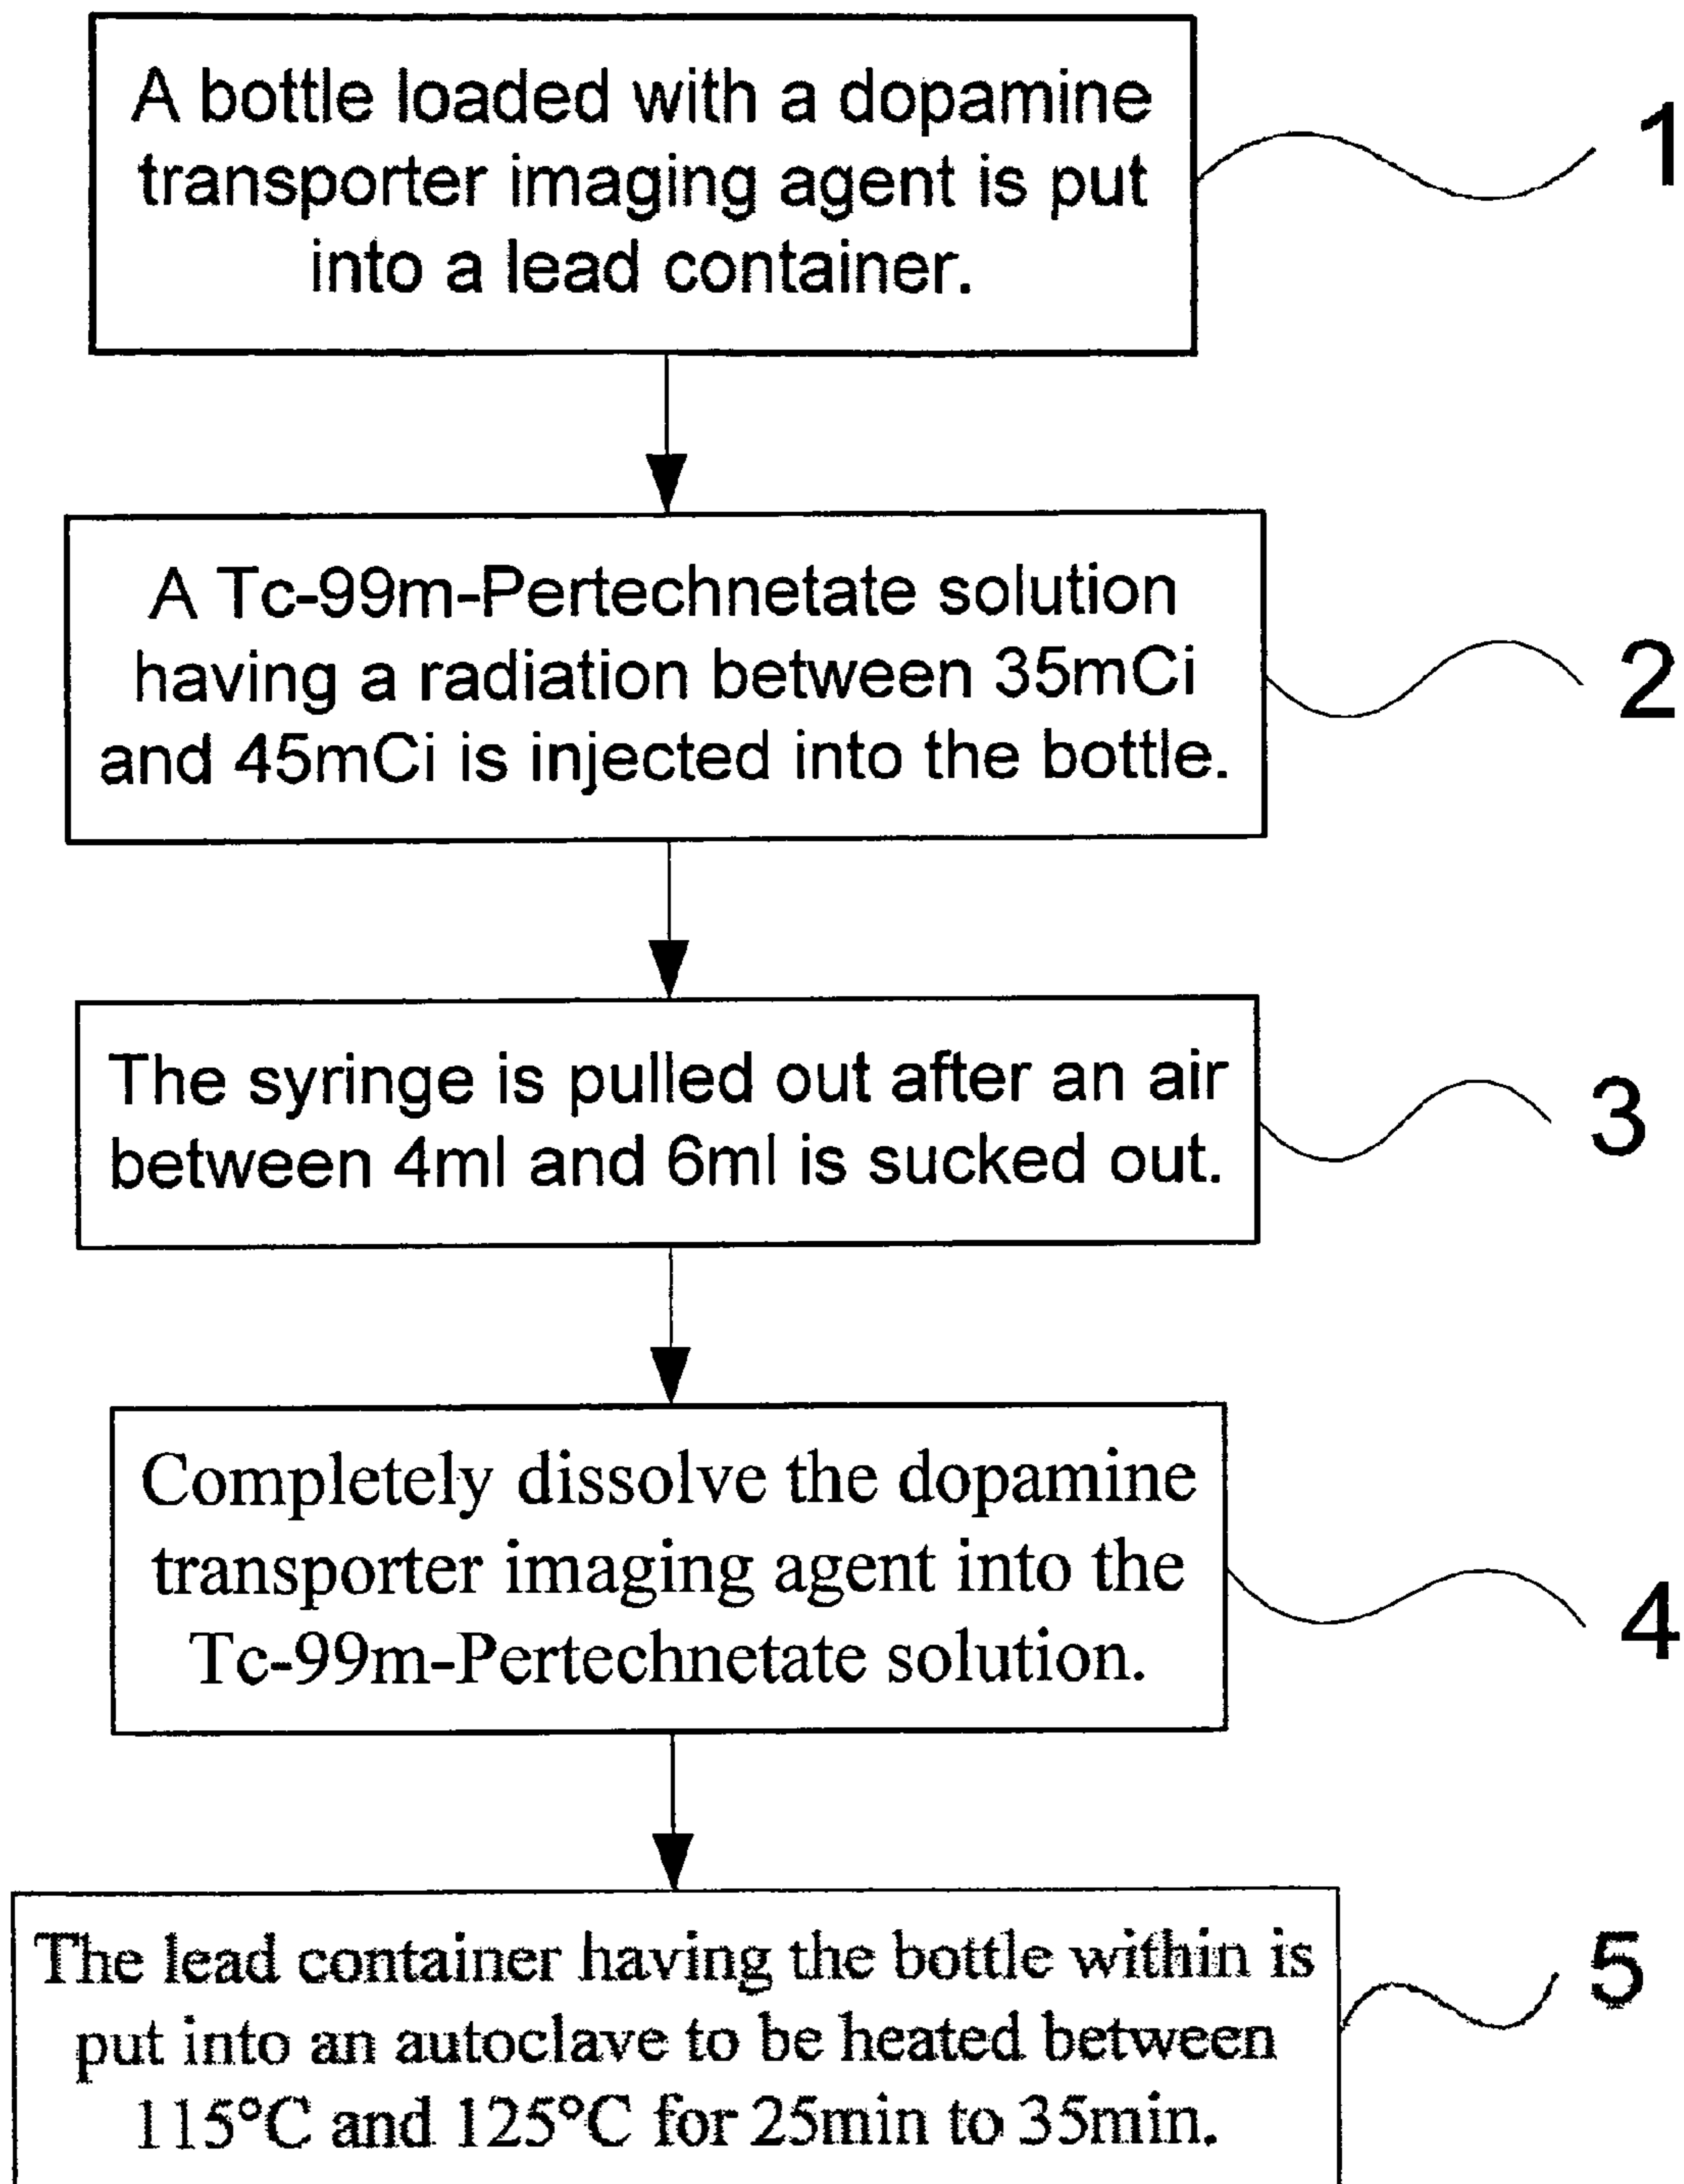 A bottle loaded with a dopamine
transporter imaging agent is put
into a lead container.
1
A Tc-99m-Pertechnetate solution
having a radiation between 35mCi
and 45mCi is injected into the bottle.
2
The syringe is pulled out after an air
between 4ml and 6ml is sucked out.
3
Completely dissolve the dopamine
transporter imaging agent into the
Tc-99m-Pertechnetate solution.
4
The lead container having the bottle within is
put into an autoclave to be heated between
115°C and 125°C for 25min to 35min.
5